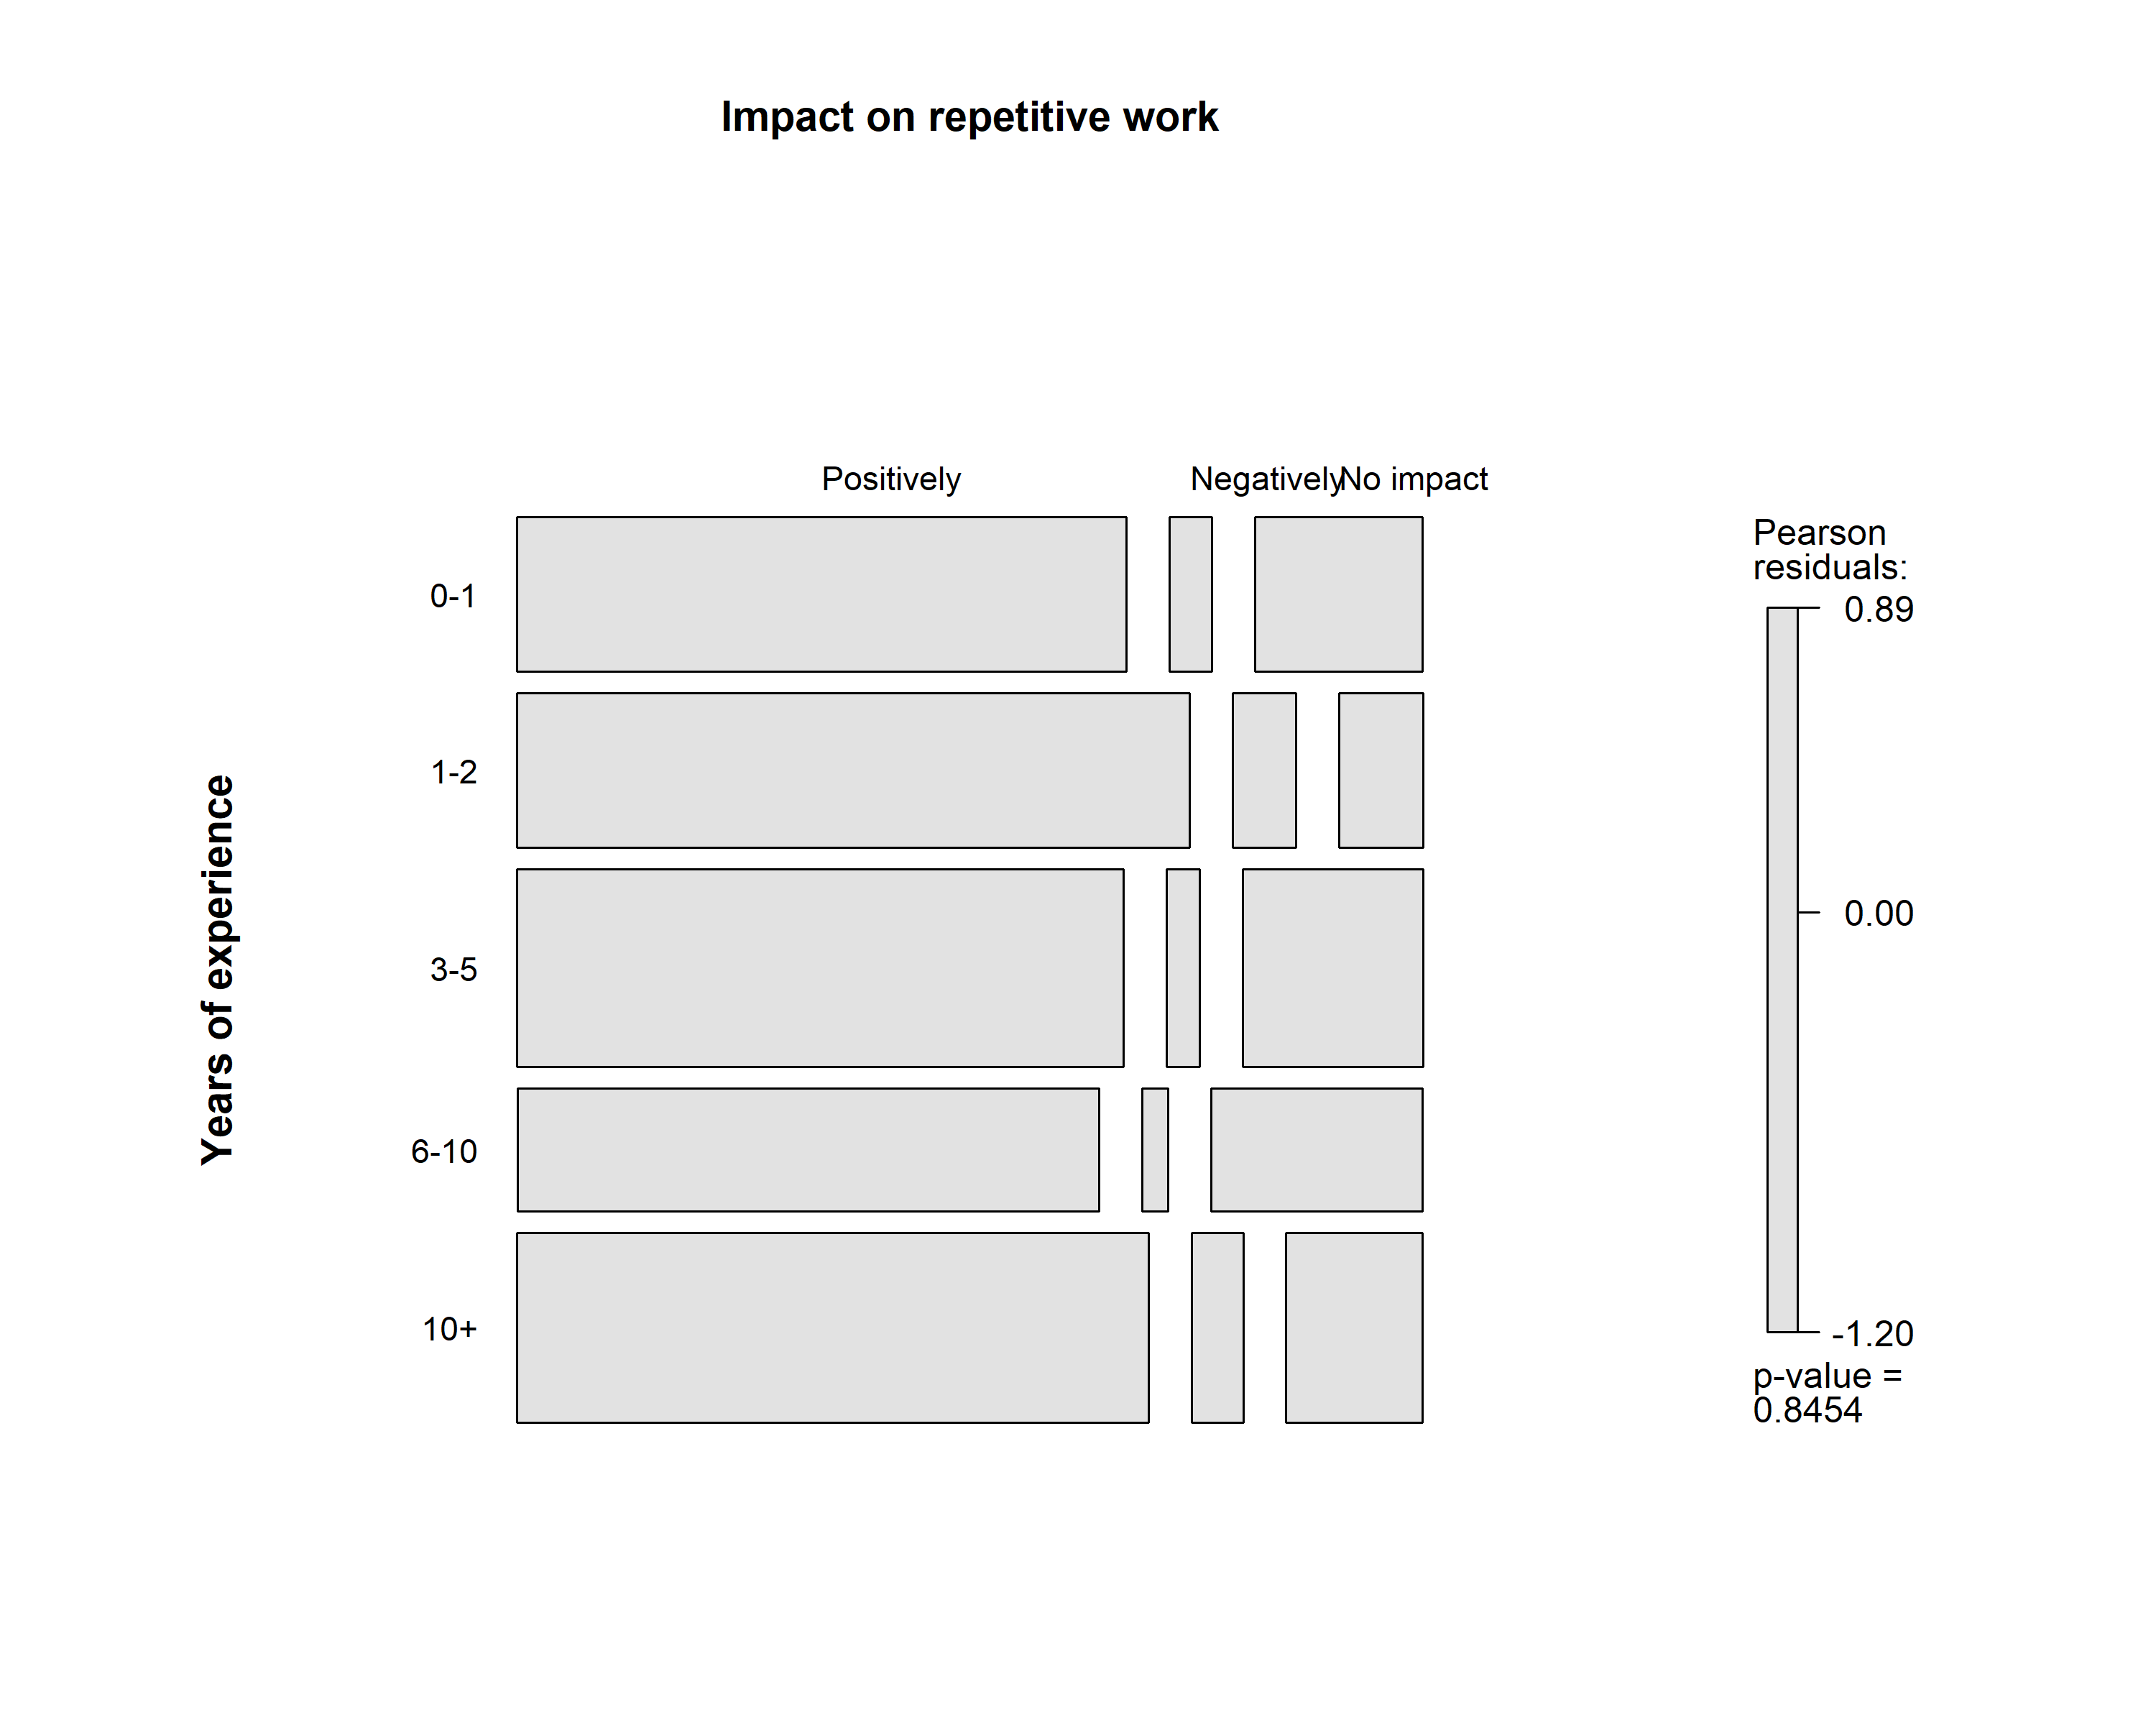 Impact on repetitive work
Positively Negatively No impact
Years of experience
0-1
1-2
3-5
6-10
10+
Pearson
residuals:
0.89
0.00
-1.20
p-value =
0.8454